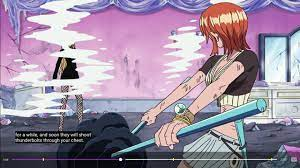 for a while, and soon they will shoot
thunderbolts through your chest.